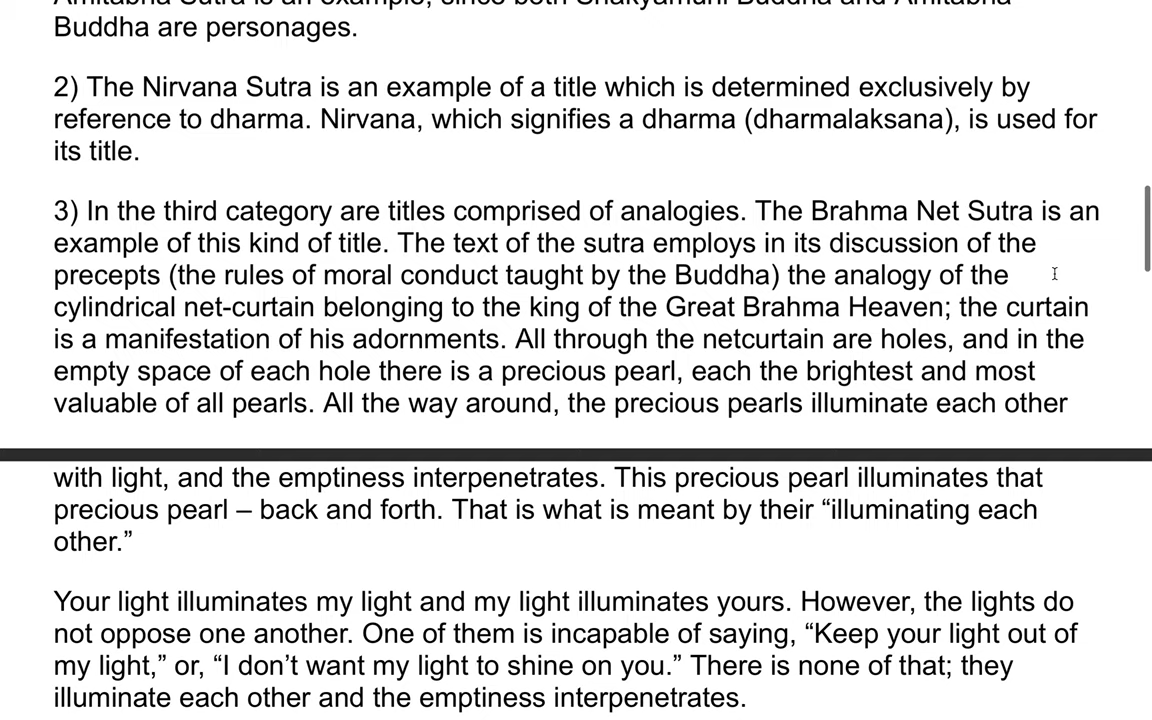 Amitabha Sutra is an example, since both Shakyamuni Buddha and Amitabha
Buddha are personages.
2) The Nirvana Sutra is an example of a title which is determined exclusively by
reference to dharma. Nirvana, which signifies a dharma (dharmalaksana), is used for
its title.
3) In the third category are titles comprised of analogies. The Brahma Net Sutra is an
example of this kind of title. The text of the sutra employs in its discussion of the
precepts (the rules of moral conduct taught by the Buddha) the analogy of the
cylindrical net-curtain belonging to the king of the Great Brahma Heaven; the curtain
is a manifestation of his adornments. All through the netcurtain are holes, and in the
empty space of each hole there is a precious pearl, each the brightest and most
valuable of all pearls. All the way around, the precious pearls illuminate each other
with light, and the emptiness interpenetrates. This precious pearl illuminates that
precious pearl – back and forth. That is what is meant by their “illuminating each
other.”
Your light illuminates my light and my light illuminates yours. However, the lights do
not oppose one another. One of them is incapable of saying, “Keep your light out of
my light,” or, “I don’t want my light to shine on you.” There is none of that; they
illuminate each other and the emptiness interpenetrates.